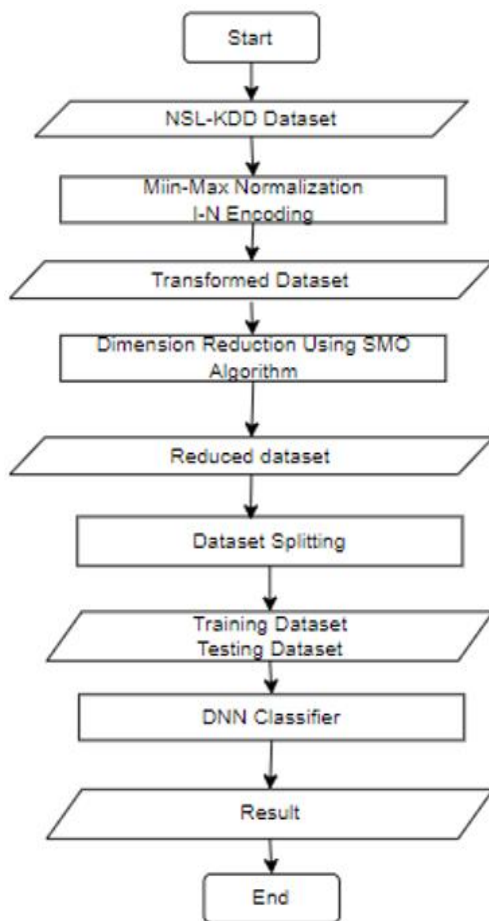 Start
NSL-KDD Dataset
Miin-Max Normalization
I-N Encoding
Transformed Dataset
Dimension Reduction Using SMO
Algorithm
Reduced dataset
Dataset Splitting
Training Dataset
Testing Dataset
DNN Classifier
Result
End